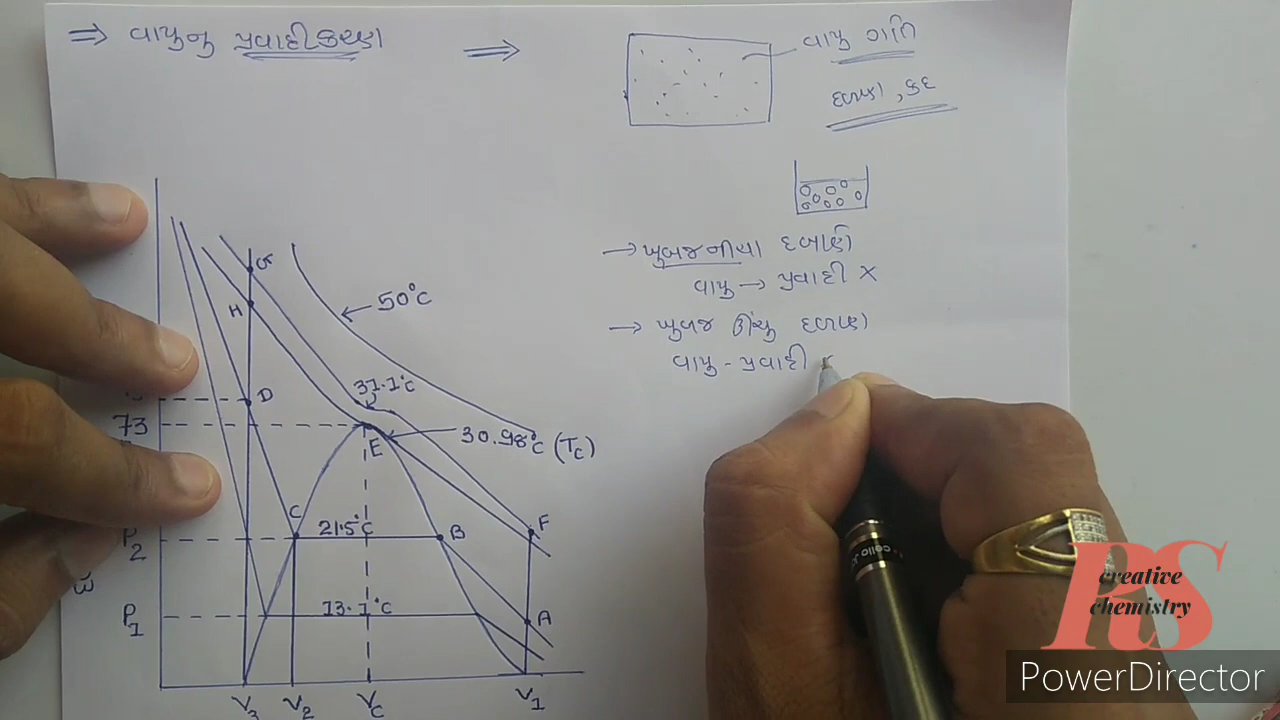 ⇒ વાયુનુ પ્રવાહીકરણ ⇒
વાયુ ગતિ
દબાણ, કદ
→ ખુબજ નીચા દબાણે
વાયુ → પ્રવાહી ×
→ ખુબજ ઊંચુ દબાણ
વાયુ - પ્રવાહી
G
H
50°C
D
31.1°C
73
E
30.98°C (Tc)
C
21.5°C
B
F
P2
P1
13.1°C
A
V3 V2 Vc V1
RS
creative
chemistry
PowerDirector